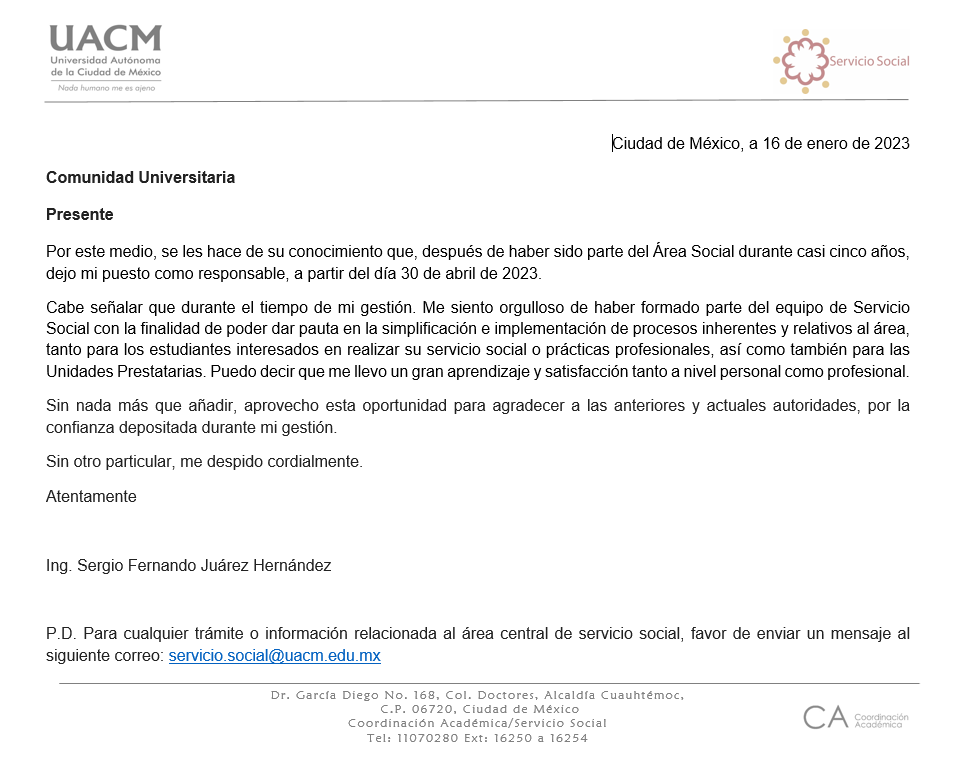 UACM
Universidad Autónoma
de la Ciudad de México
Nada humano me es ajeno
Servicio Social
Ciudad de México, a 16 de enero de 2023
Comunidad Universitaria
Presente
Por este medio, se les hace de su conocimiento que, después de haber sido parte del Área Social durante casi cinco años,
dejo mi puesto como responsable, a partir del día 30 de abril de 2023.
Cabe señalar que durante el tiempo de mi gestión. Me siento orgulloso de haber formado parte del equipo de Servicio
Social con la finalidad de poder dar pauta en la simplificación e implementación de procesos inherentes y relativos al área,
tanto para los estudiantes interesados en realizar su servicio social o prácticas profesionales, así como también para las
Unidades Prestatarias. Puedo decir que me llevo un gran aprendizaje y satisfacción tanto a nivel personal como profesional.
Sin nada más que añadir, aprovecho esta oportunidad para agradecer a las anteriores y actuales autoridades, por la
confianza depositada durante mi gestión.
Sin otro particular, me despido cordialmente.
Atentamente
Ing. Sergio Fernando Juárez Hernández
P.D. Para cualquier trámite o información relacionada al área central de servicio social, favor de enviar un mensaje al
siguiente correo: servicio.social@uacm.edu.mx
Dr. García Diego No. 168, Col. Doctores, Alcaldía Cuauhtémoc,
C.P. 06720, Ciudad de México
Coordinación Académica/Servicio Social
Tel: 11070280 Ext: 16250 a 16254
CA Coordinación
Académica